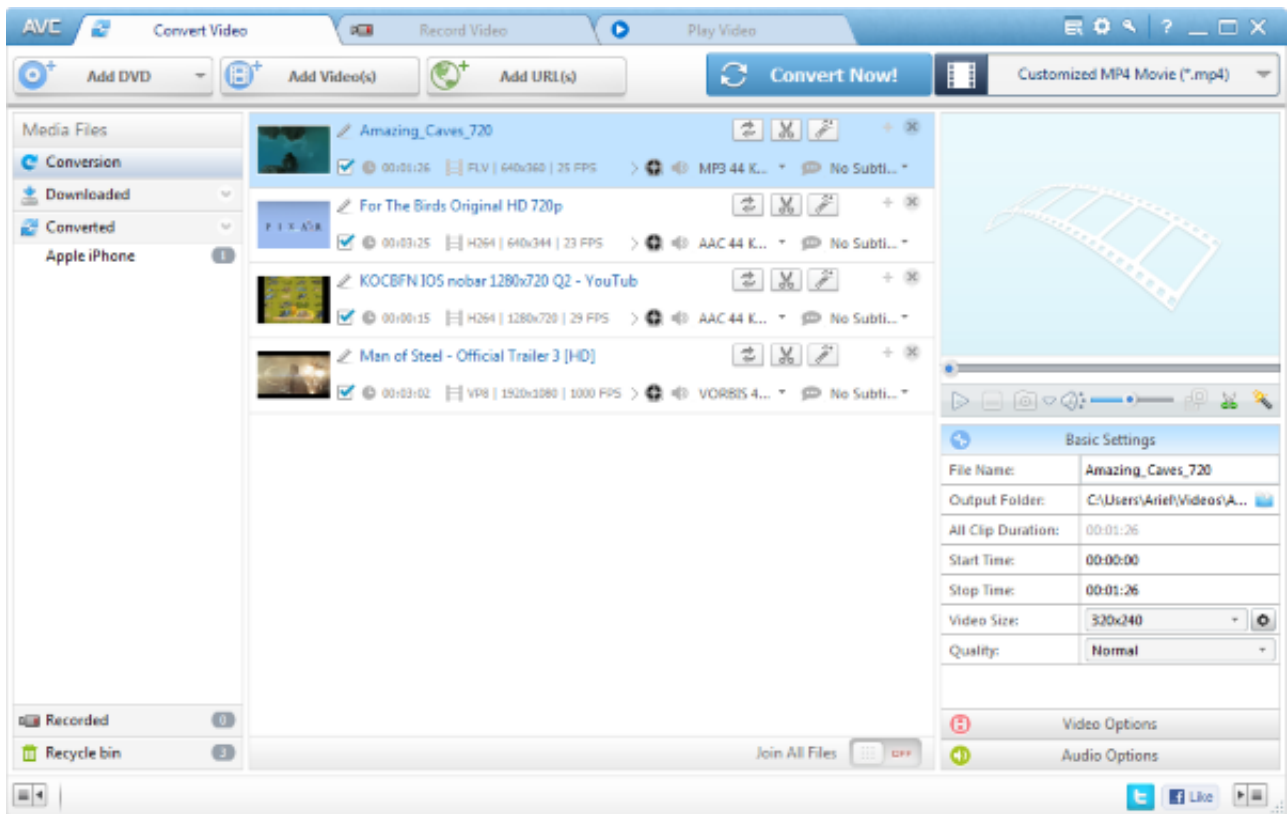 AVC Convert Video Record Video Play Video ?
Add DVD Add Video(s) Add URL(s) Convert Now! Customized MP4 Movie (*.mp4)
Media Files
Conversion
Downloaded
Converted
Apple iPhone 1
Recorded 0
Recycle bin 3
Amazing_Caves_720
00:01:26 FLV | 640x360 | 25 FPS MP3 44 K... No Subti...
For The Birds Original HD 720p
PIXAR
00:03:25 H264 | 640x344 | 23 FPS AAC 44 K... No Subti...
KOCBFN IOS nobar 1280x720 Q2 - YouTub
00:00:15 H264 | 1280x720 | 29 FPS AAC 44 K... No Subti...
Man of Steel - Official Trailer 3 [HD]
00:03:02 VP8 | 1920x1080 | 1000 FPS VORBIS 4... No Subti...
Join All Files OFF
Basic Settings
File Name: Amazing_Caves_720
Output Folder: C:\Users\Ariel\Videos\A...
All Clip Duration: 00:01:26
Start Time: 00:00:00
Stop Time: 00:01:26
Video Size: 320x240
Quality: Normal
Video Options
Audio Options
Like